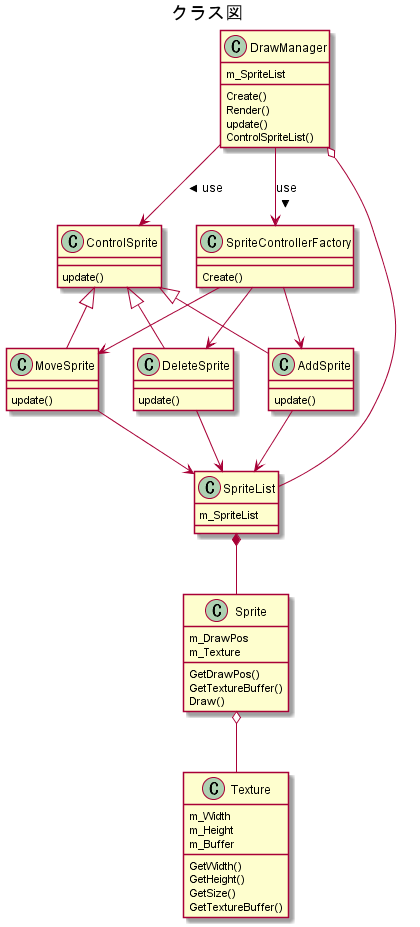 クラス図
C DrawManager
m_SpriteList
Create()
Render()
update()
ControlSpriteList()
use
use
C ControlSprite
update()
C SpriteControllerFactory
Create()
C MoveSprite
update()
C DeleteSprite
update()
C AddSprite
update()
C SpriteList
m_SpriteList
C Sprite
m_DrawPos
m_Texture
GetDrawPos()
GetTextureBuffer()
Draw()
C Texture
m_Width
m_Height
m_Buffer
GetWidth()
GetHeight()
GetSize()
GetTextureBuffer()